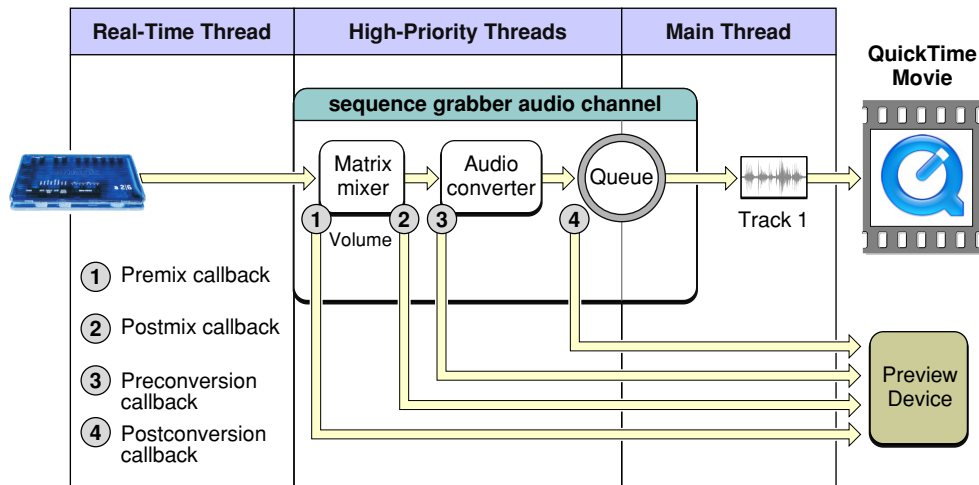 Real-Time Thread
High-Priority Threads
Main Thread
QuickTime
Movie
sequence grabber audio channel
Matrix
mixer
Audio
converter
Queue
1
2
3
4
Volume
Track 1
1 Premix callback
2 Postmix callback
3 Preconversion
callback
4 Postconversion
callback
Preview
Device